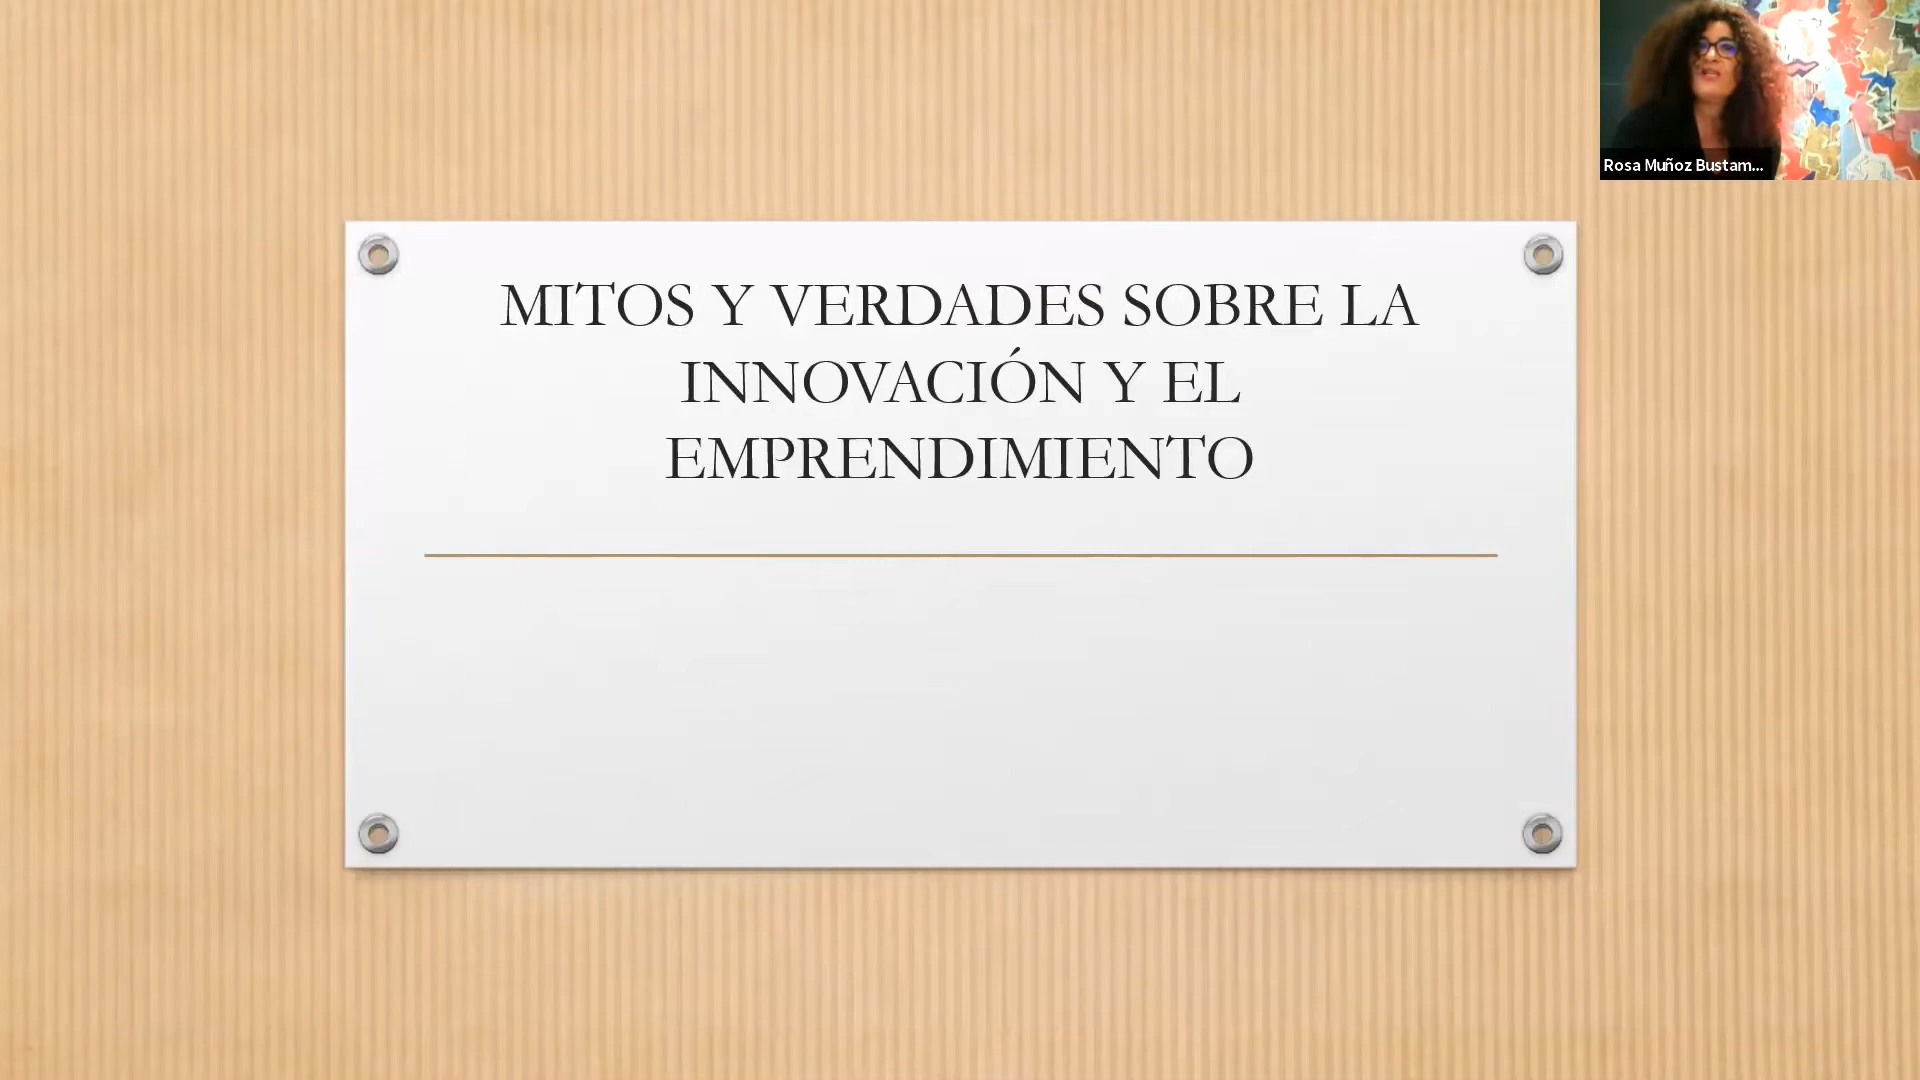 Rosa Muñoz Bustam...
MITOS Y VERDADES SOBRE LA
INNOVACIÓN Y EL
EMPRENDIMIENTO